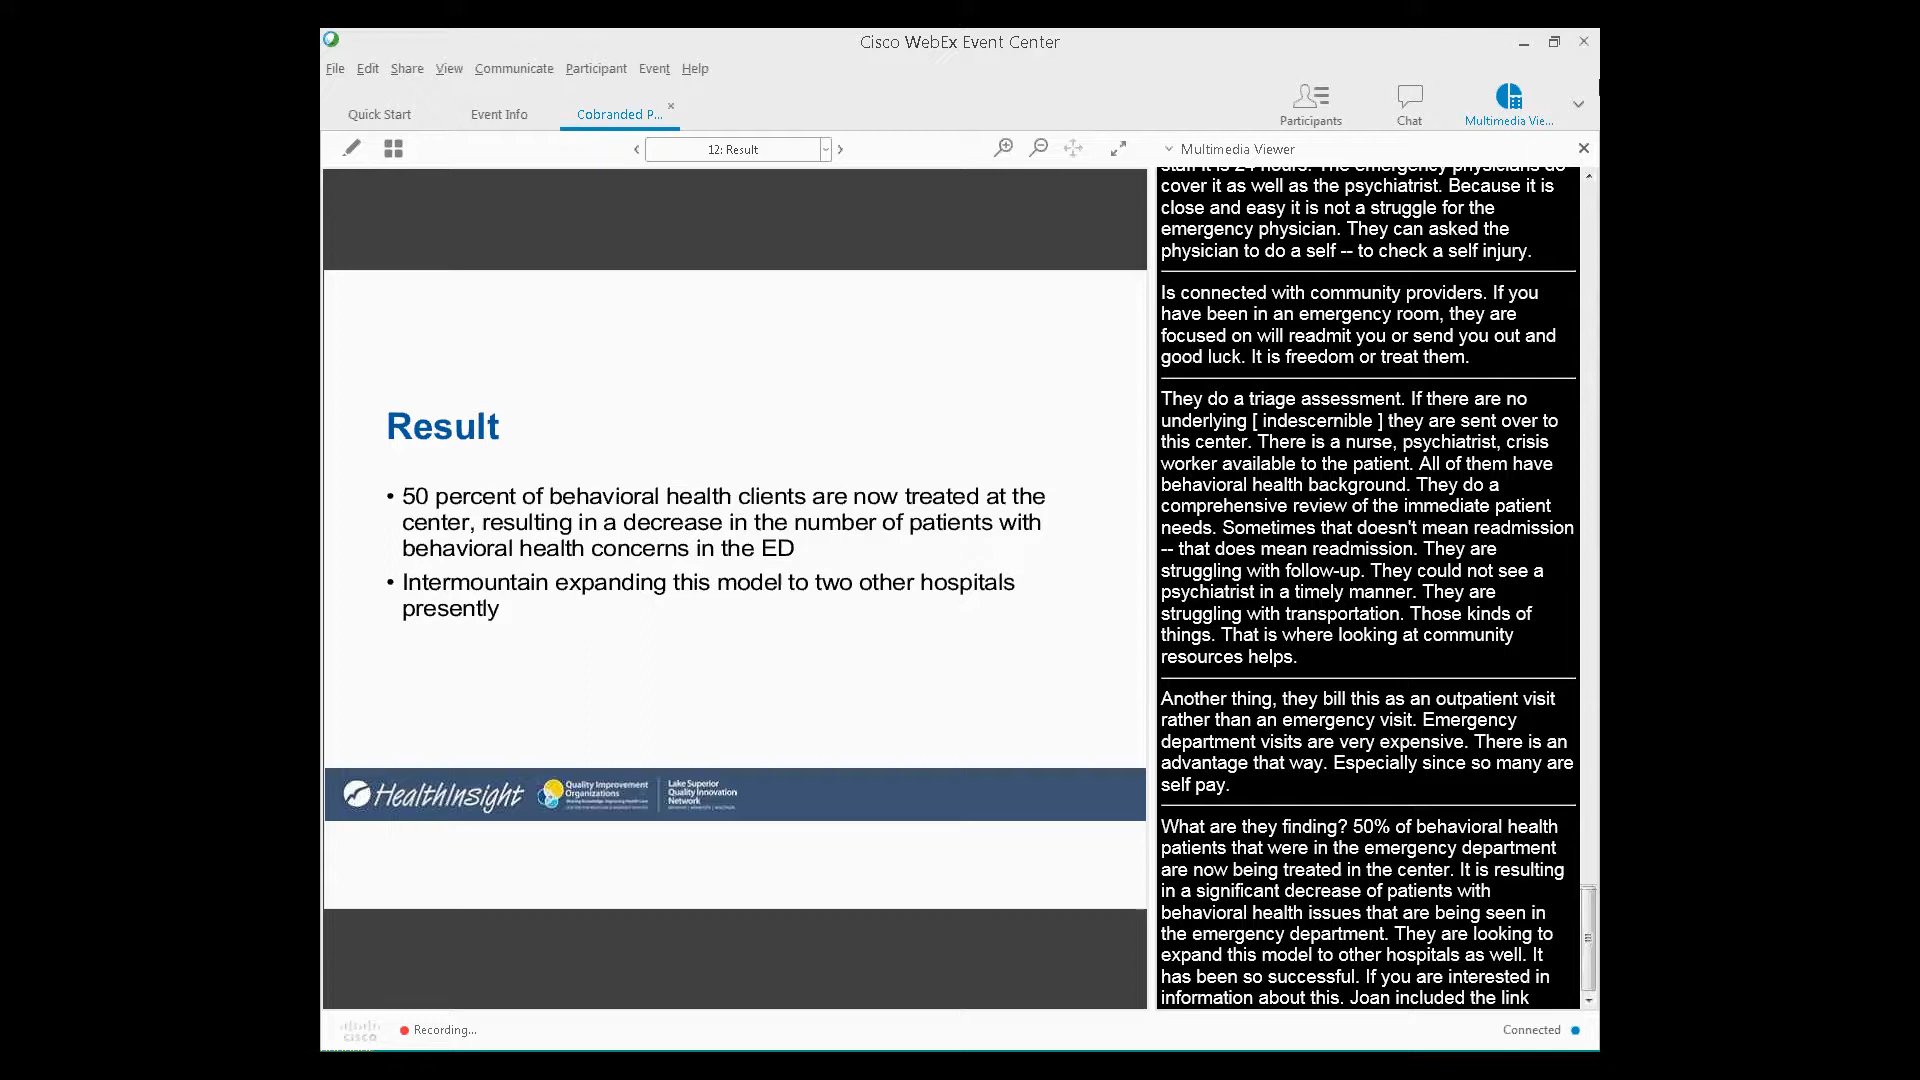 Cisco WebEx Event Center
File Edit Share View Communicate Participant Event Help
Quick Start Event Info Cobranded P...
Participants Chat Multimedia Vie...
12: Result
Multimedia Viewer
Result
• 50 percent of behavioral health clients are now treated at the
center, resulting in a decrease in the number of patients with
behavioral health concerns in the ED
• Intermountain expanding this model to two other hospitals
presently
HealthInsight
Quality Improvement
Organizations
Lake Superior
Quality Innovation
Network
staff it is 24 hours. The emergency physicians do
cover it as well as the psychiatrist. Because it is
close and easy it is not a struggle for the
emergency physician. They can asked the
physician to do a self -- to check a self injury.
Is connected with community providers. If you
have been in an emergency room, they are
focused on will readmit you or send you out and
good luck. It is freedom or treat them.
They do a triage assessment. If there are no
underlying [ indescernible ] they are sent over to
this center. There is a nurse, psychiatrist, crisis
worker available to the patient. All of them have
behavioral health background. They do a
comprehensive review of the immediate patient
needs. Sometimes that doesn't mean readmission
-- that does mean readmission. They are
struggling with follow-up. They could not see a
psychiatrist in a timely manner. They are
struggling with transportation. Those kinds of
things. That is where looking at community
resources helps.
Another thing, they bill this as an outpatient visit
rather than an emergency visit. Emergency
department visits are very expensive. There is an
advantage that way. Especially since so many are
self pay.
What are they finding? 50% of behavioral health
patients that were in the emergency department
are now being treated in the center. It is resulting
in a significant decrease of patients with
behavioral health issues that are being seen in
the emergency department. They are looking to
expand this model to other hospitals as well. It
has been so successful. If you are interested in
information about this. Joan included the link
cisco
Recording...
Connected